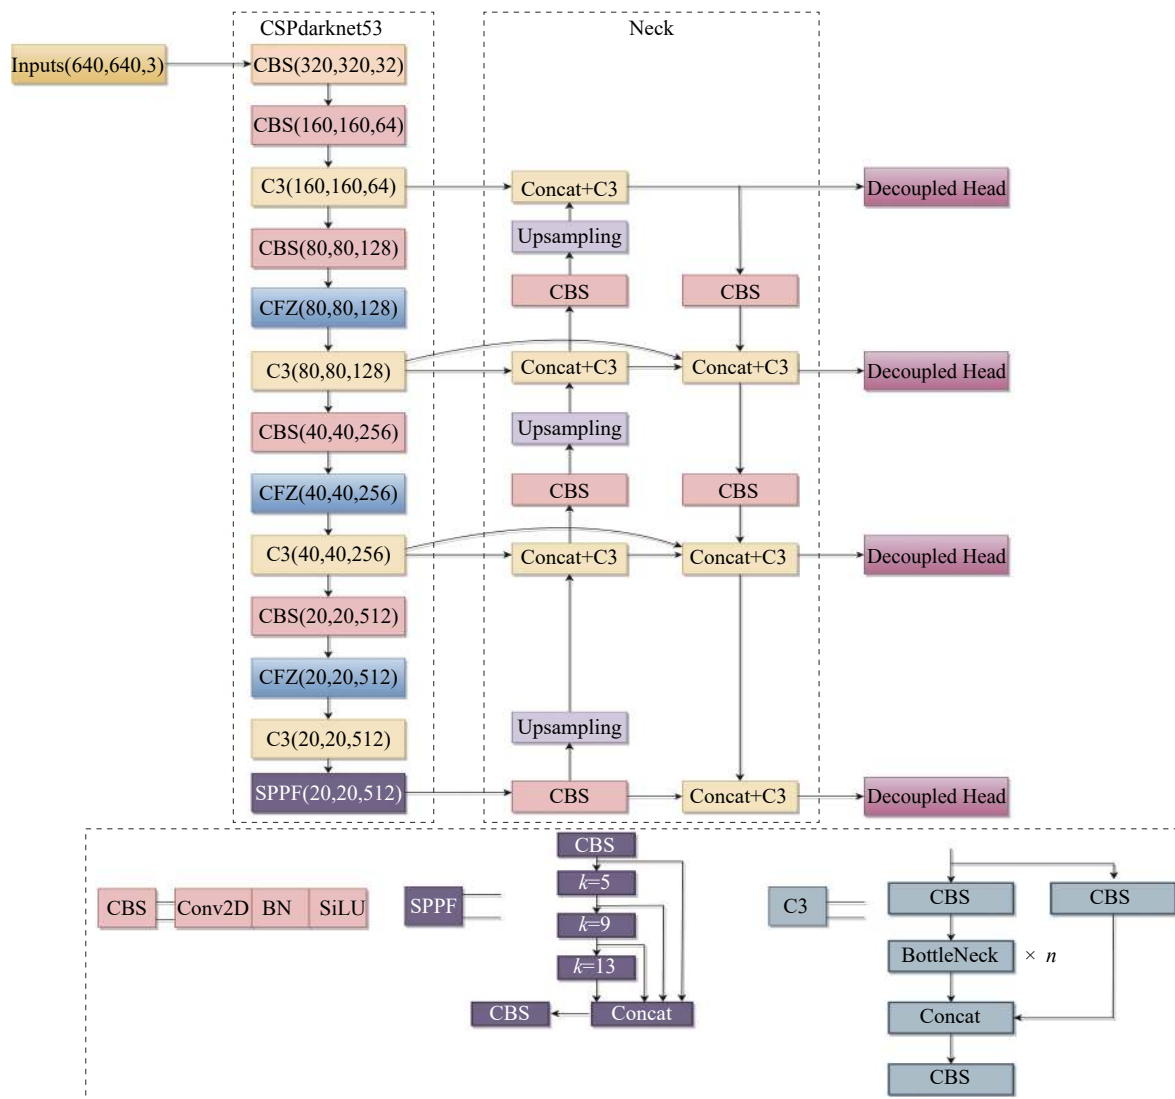 CSPdarknet53
Neck
Inputs(640,640,3)
CBS(320,320,32)
CBS(160,160,64)
C3(160,160,64)
Concat+C3
Decoupled Head
CBS(80,80,128)
Upsampling
CFZ(80,80,128)
CBS
CBS
C3(80,80,128)
Concat+C3
Concat+C3
Decoupled Head
CBS(40,40,256)
Upsampling
CFZ(40,40,256)
CBS
CBS
C3(40,40,256)
Concat+C3
Concat+C3
Decoupled Head
CBS(20,20,512)
CFZ(20,20,512)
C3(20,20,512)
Upsampling
SPPF(20,20,512)
CBS
Concat+C3
Decoupled Head
CBS
Conv2D
BN
SiLU
SPPF
CBS
k=5
k=9
k=13
Concat
CBS
C3
CBS
CBS
BottleNeck
× n
Concat
CBS